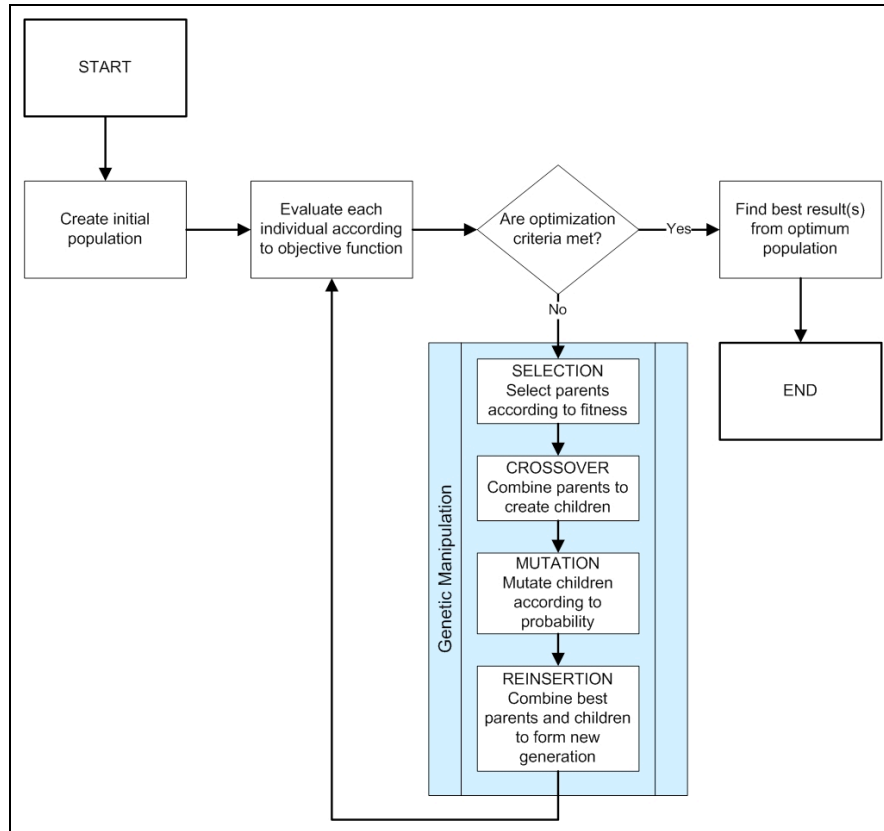 START
Create initial
population
Evaluate each
individual according
to objective function
Are optimization
criteria met?
Yes
Find best result(s)
from optimum
population
END
No
Genetic Manipulation
SELECTION
Select parents
according to fitness
CROSSOVER
Combine parents to
create children
MUTATION
Mutate children
according to
probability
REINSERTION
Combine best
parents and children
to form new
generation